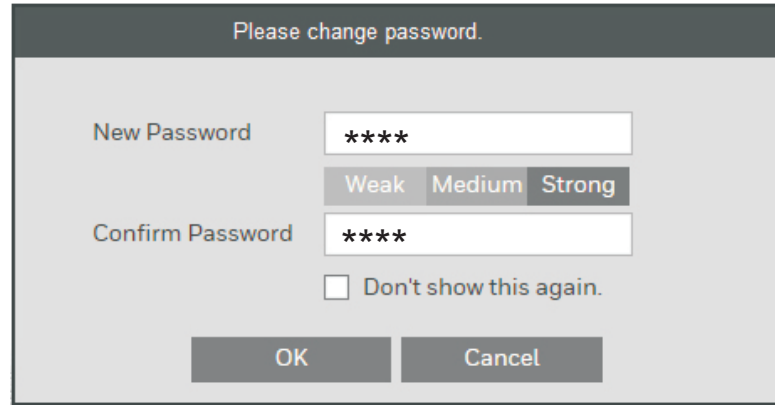 Please change password.
New Password ****
Weak Medium Strong
Confirm Password ****
Don't show this again.
OK Cancel